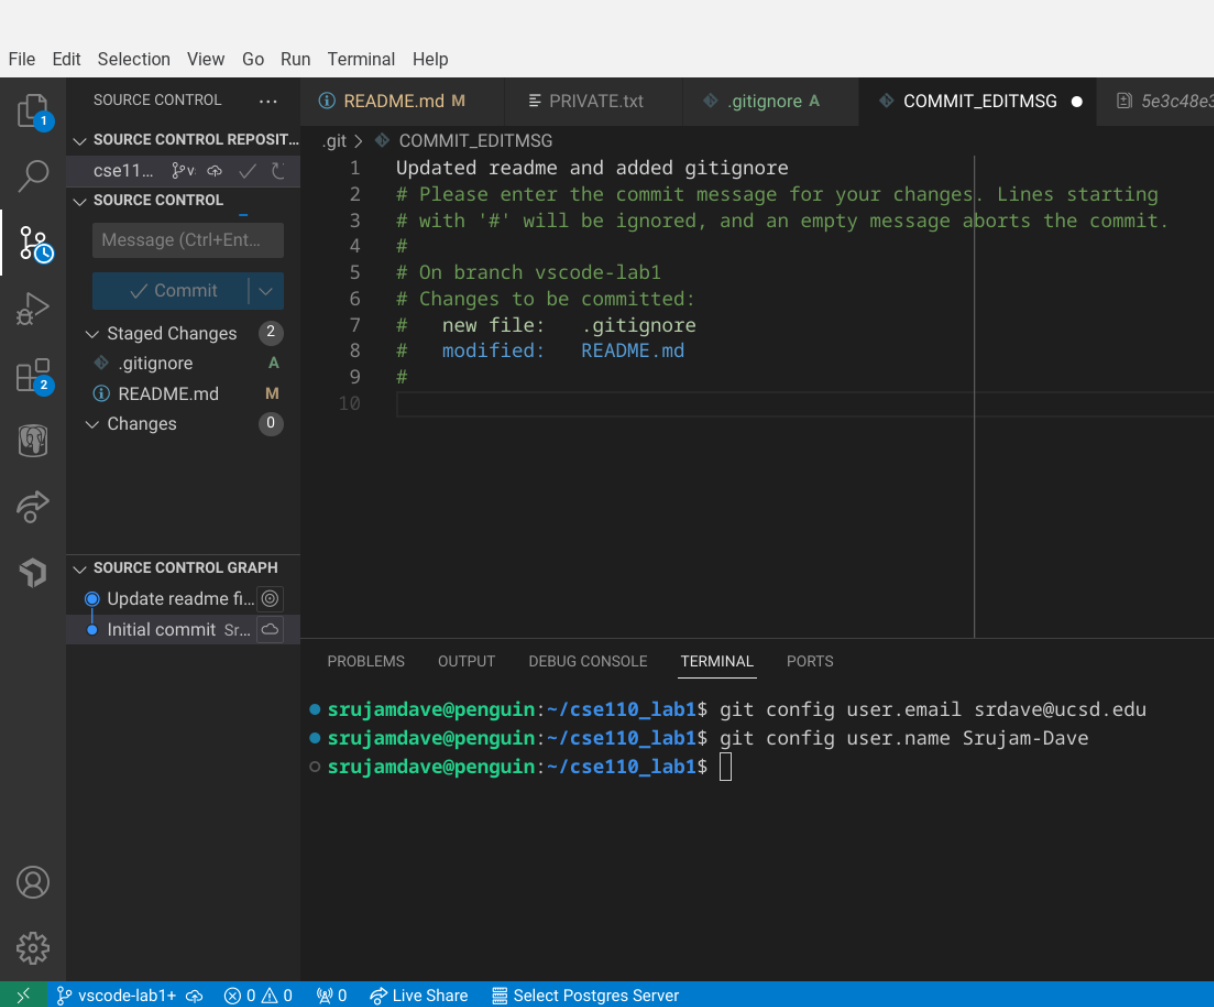 File Edit Selection View Go Run Terminal Help
SOURCE CONTROL ...
README.md M
PRIVATE.txt
.gitignore A
COMMIT_EDITMSG
5e3c48e3
1
SOURCE CONTROL REPOSIT...
cse11...
v
SOURCE CONTROL
Message (Ctrl+Ent...
Commit
Staged Changes 2
.gitignore A
README.md M
Changes 0
2
SOURCE CONTROL GRAPH
Update readme fi...
Initial commit Sr...
.git > COMMIT_EDITMSG
1 Updated readme and added gitignore
2 # Please enter the commit message for your changes. Lines starting
3 # with '#' will be ignored, and an empty message aborts the commit.
4 #
5 # On branch vscode-lab1
6 # Changes to be committed:
7 #   new file:   .gitignore
8 #   modified:   README.md
9 #
10
PROBLEMS OUTPUT DEBUG CONSOLE TERMINAL PORTS
srujamdave@penguin:~/cse110_lab1$ git config user.email srdave@ucsd.edu
srujamdave@penguin:~/cse110_lab1$ git config user.name Srujam-Dave
srujamdave@penguin:~/cse110_lab1$
vscode-lab1+ 0 0 0 Live Share Select Postgres Server